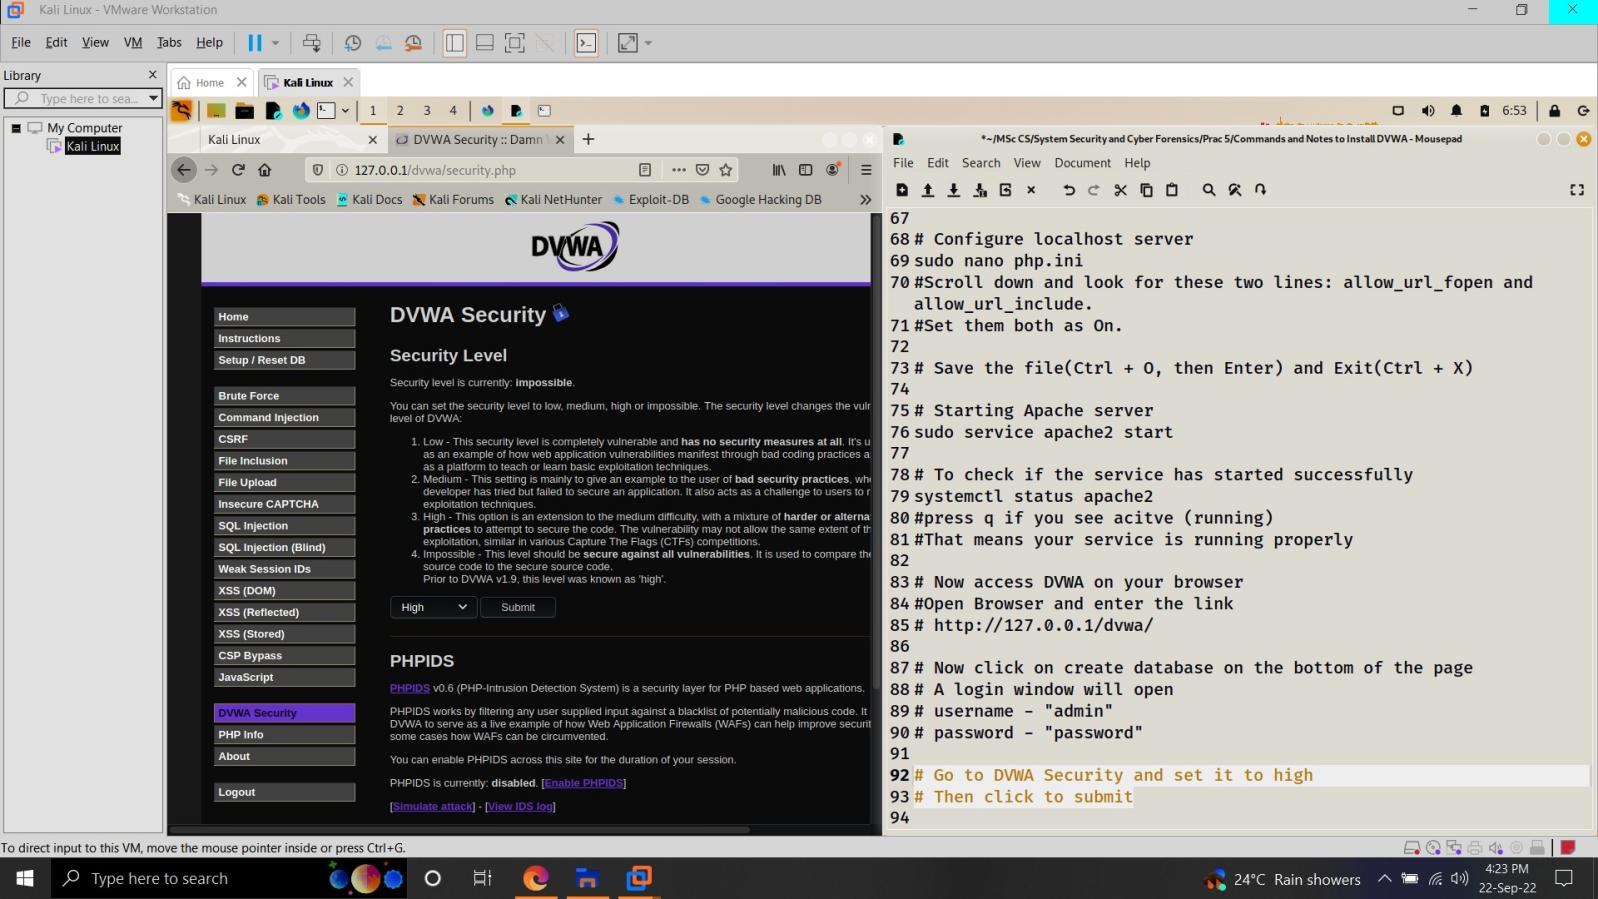 Kali Linux - VMware Workstation
File Edit View VM Tabs Help
Library
Type here to sea...
My Computer
Kali Linux
Home
Kali Linux
1 2 3 4
6:53
Kali Linux
DVWA Security :: Damn
127.0.0.1/dvwa/security.php
Kali Linux Kali Tools Kali Docs Kali Forums Kali NetHunter Exploit-DB Google Hacking DB
DVWA
Home
Instructions
Setup / Reset DB
Brute Force
Command Injection
CSRF
File Inclusion
File Upload
Insecure CAPTCHA
SQL Injection
SQL Injection (Blind)
Weak Session IDs
XSS (DOM)
XSS (Reflected)
XSS (Stored)
CSP Bypass
JavaScript
DVWA Security
PHP Info
About
Logout
DVWA Security
Security Level
Security level is currently: impossible.
You can set the security level to low, medium, high or impossible. The security level changes the
level of DVWA:
1. Low - This security level is completely vulnerable and has no security measures at all. It's
as an example of how web application vulnerabilities manifest through bad coding practices
as a platform to teach or learn basic exploitation techniques.
2. Medium - This setting is mainly to give an example to the user of bad security practices,
developer has tried but failed to secure an application. It also acts as a challenge to users to
exploitation techniques.
3. High - This option is an extension to the medium difficulty, with a mixture of harder or
practices to attempt to secure the code. The vulnerability may not allow the same extent of
exploitation, similar in various Capture The Flags (CTFs) competitions.
4. Impossible - This level should be secure against all vulnerabilities. It is used to compare
source code to the secure source code.
Prior to DVWA v1.9, this level was known as 'high'.
High
Submit
PHPIDS
PHPIDS v0.6 (PHP-Intrusion Detection System) is a security layer for PHP based web applications.
PHPIDS works by filtering any user supplied input against a blacklist of potentially malicious code. It
DVWA to serve as a live example of how Web Application Firewalls (WAFs) can help improve
some cases how WAFs can be circumvented.
You can enable PHPIDS across this site for the duration of your session.
PHPIDS is currently: disabled. [Enable PHPIDS]
[Simulate attack] - [View IDS log]
*~/MSc CS/System Security and Cyber Forensics/Prac 5/Commands and Notes to Install DVWA - Mousepad
File Edit Search View Document Help
67
68 # Configure localhost server
69 sudo nano php.ini
70 #Scroll down and look for these two lines: allow_url_fopen and
allow_url_include.
71 #Set them both as On.
72
73 # Save the file(Ctrl + O, then Enter) and Exit(Ctrl + X)
74
75 # Starting Apache server
76 sudo service apache2 start
77
78 # To check if the service has started successfully
79 systemctl status apache2
80 #press q if you see acitve (running)
81 #That means your service is running properly
82
83 # Now access DVWA on your browser
84 #Open Browser and enter the link
85 # http://127.0.0.1/dvwa/
86
87 # Now click on create database on the bottom of the page
88 # A login window will open
89 # username - "admin"
90 # password - "password"
91
92 # Go to DVWA Security and set it to high
93 # Then click to submit
94
To direct input to this VM, move the mouse pointer inside or press Ctrl+G.
Type here to search
24°C Rain showers
4:23 PM
22-Sep-22